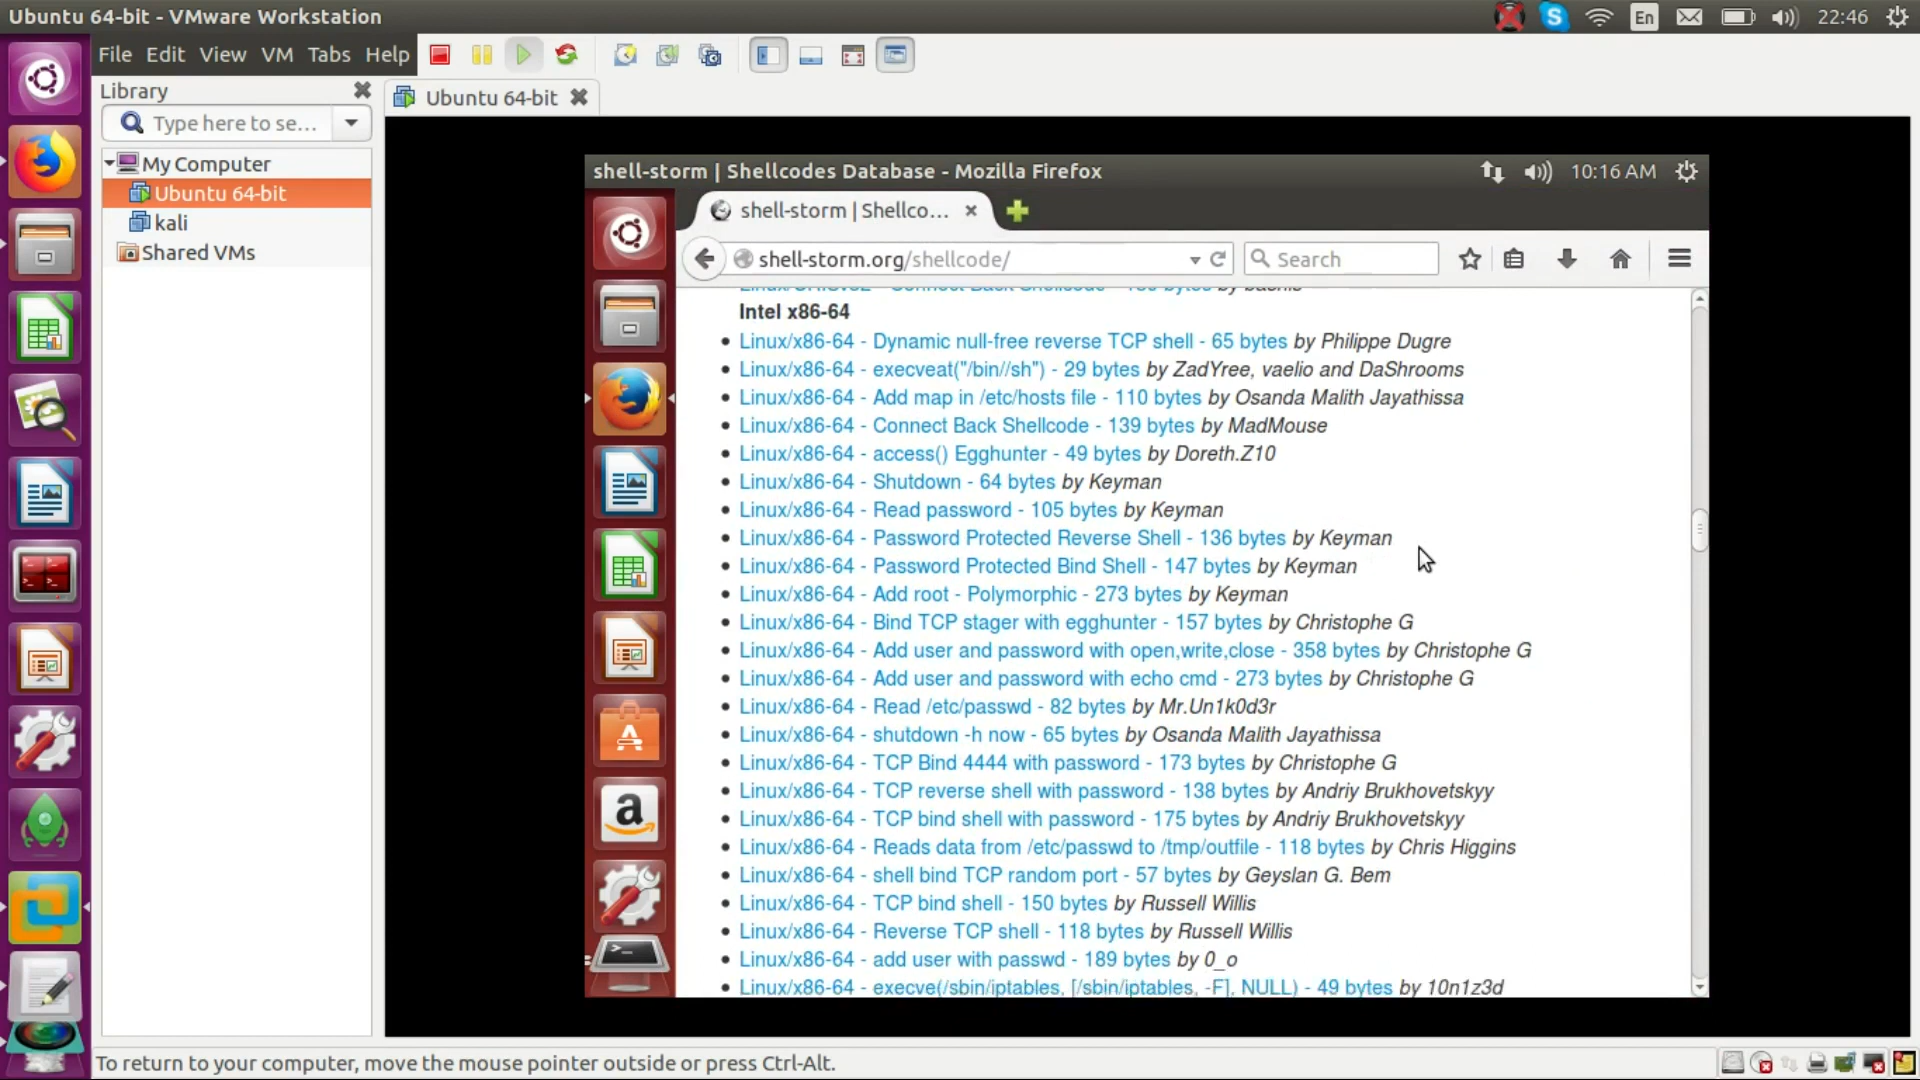 Ubuntu 64-bit - VMware Workstation
En
22:46
File Edit View VM Tabs Help
Library
Type here to se...
My Computer
Ubuntu 64-bit
kali
Shared VMs
Ubuntu 64-bit
shell-storm | Shellcodes Database - Mozilla Firefox
10:16 AM
shell-storm | Shellco...
shell-storm.org/shellcode/
Search
Intel x86-64
Linux/x86-64 - Dynamic null-free reverse TCP shell - 65 bytes by Philippe Dugre
Linux/x86-64 - execveat("/bin//sh") - 29 bytes by ZadYree, vaelio and DaShrooms
Linux/x86-64 - Add map in /etc/hosts file - 110 bytes by Osanda Malith Jayathissa
Linux/x86-64 - Connect Back Shellcode - 139 bytes by MadMouse
Linux/x86-64 - access() Egghunter - 49 bytes by Doreth.Z10
Linux/x86-64 - Shutdown - 64 bytes by Keyman
Linux/x86-64 - Read password - 105 bytes by Keyman
Linux/x86-64 - Password Protected Reverse Shell - 136 bytes by Keyman
Linux/x86-64 - Password Protected Bind Shell - 147 bytes by Keyman
Linux/x86-64 - Add root - Polymorphic - 273 bytes by Keyman
Linux/x86-64 - Bind TCP stager with egghunter - 157 bytes by Christophe G
Linux/x86-64 - Add user and password with open,write,close - 358 bytes by Christophe G
Linux/x86-64 - Add user and password with echo cmd - 273 bytes by Christophe G
Linux/x86-64 - Read /etc/passwd - 82 bytes by Mr.Un1k0d3r
Linux/x86-64 - shutdown -h now - 65 bytes by Osanda Malith Jayathissa
Linux/x86-64 - TCP Bind 4444 with password - 173 bytes by Christophe G
Linux/x86-64 - TCP reverse shell with password - 138 bytes by Andriy Brukhovetskyy
Linux/x86-64 - TCP bind shell with password - 175 bytes by Andriy Brukhovetskyy
Linux/x86-64 - Reads data from /etc/passwd to /tmp/outfile - 118 bytes by Chris Higgins
Linux/x86-64 - shell bind TCP random port - 57 bytes by Geyslan G. Bem
Linux/x86-64 - TCP bind shell - 150 bytes by Russell Willis
Linux/x86-64 - Reverse TCP shell - 118 bytes by Russell Willis
Linux/x86-64 - add user with passwd - 189 bytes by 0_o
Linux/x86-64 - execve(/sbin/iptables, [/sbin/iptables, -F], NULL) - 49 bytes by 10n1z3d
To return to your computer, move the mouse pointer outside or press Ctrl-Alt.